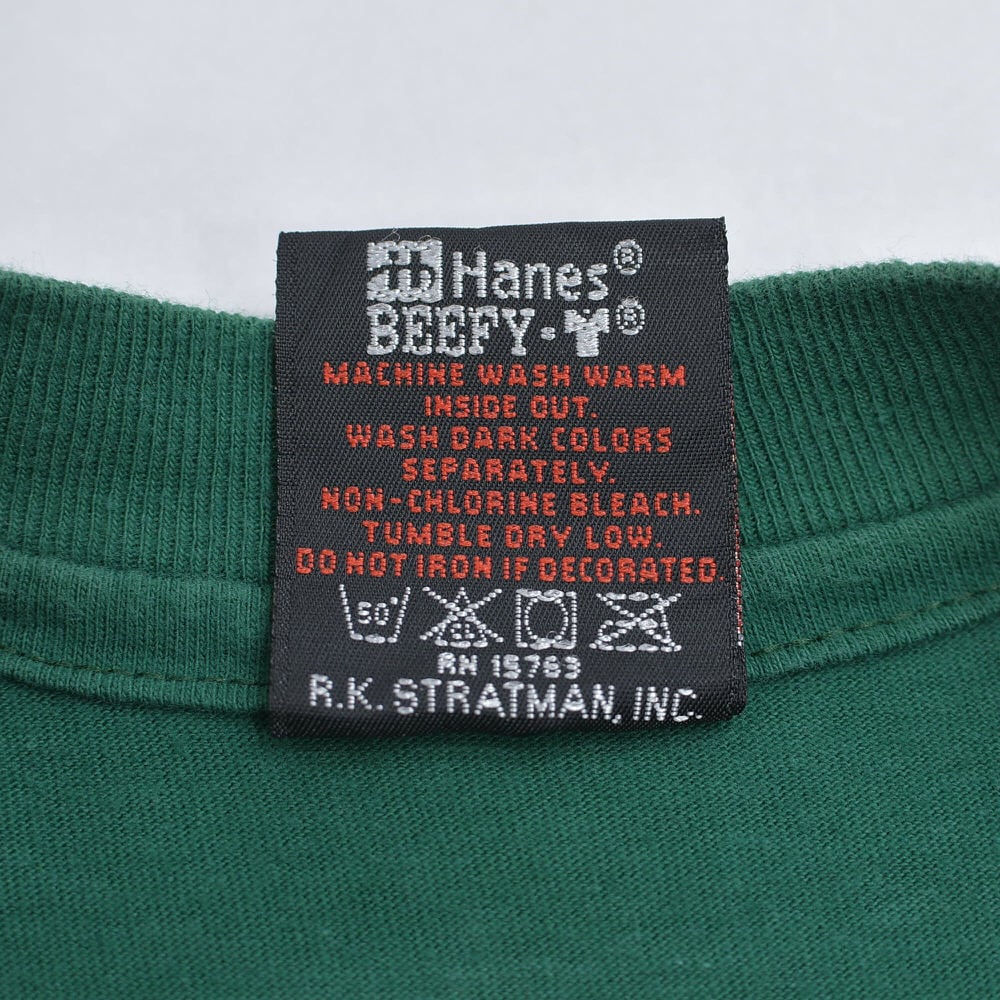 Hanes®
BEEFY-T®
MACHINE WASH WARM
INSIDE OUT.
WASH DARK COLORS
SEPARATELY.
NON-CHLORINE BLEACH.
TUMBLE DRY LOW.
DO NOT IRON IF DECORATED.
50°
RN 15763
R.K. STRATMAN, INC.